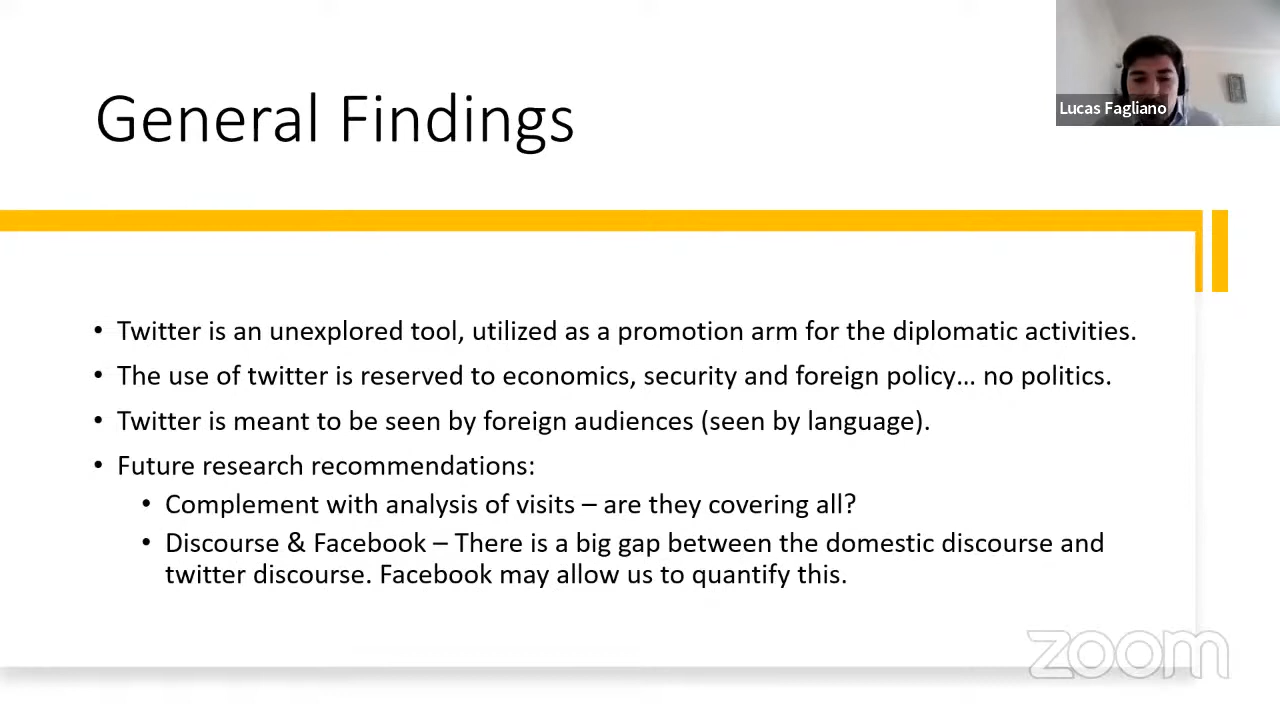 General Findings
Lucas Fagliano
• Twitter is an unexplored tool, utilized as a promotion arm for the diplomatic activities.
• The use of twitter is reserved to economics, security and foreign policy… no politics.
• Twitter is meant to be seen by foreign audiences (seen by language).
• Future research recommendations:
• Complement with analysis of visits – are they covering all?
• Discourse & Facebook – There is a big gap between the domestic discourse and
twitter discourse. Facebook may allow us to quantify this.
zoom